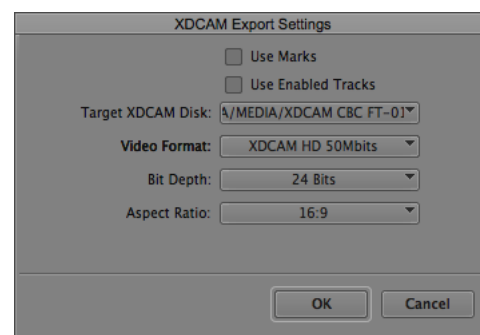 XDCAM Export Settings
Use Marks
Use Enabled Tracks
Target XDCAM Disk: A/MEDIA/XDCAM CBC FT-01
Video Format: XDCAM HD 50Mbits
Bit Depth: 24 Bits
Aspect Ratio: 16:9
OK Cancel